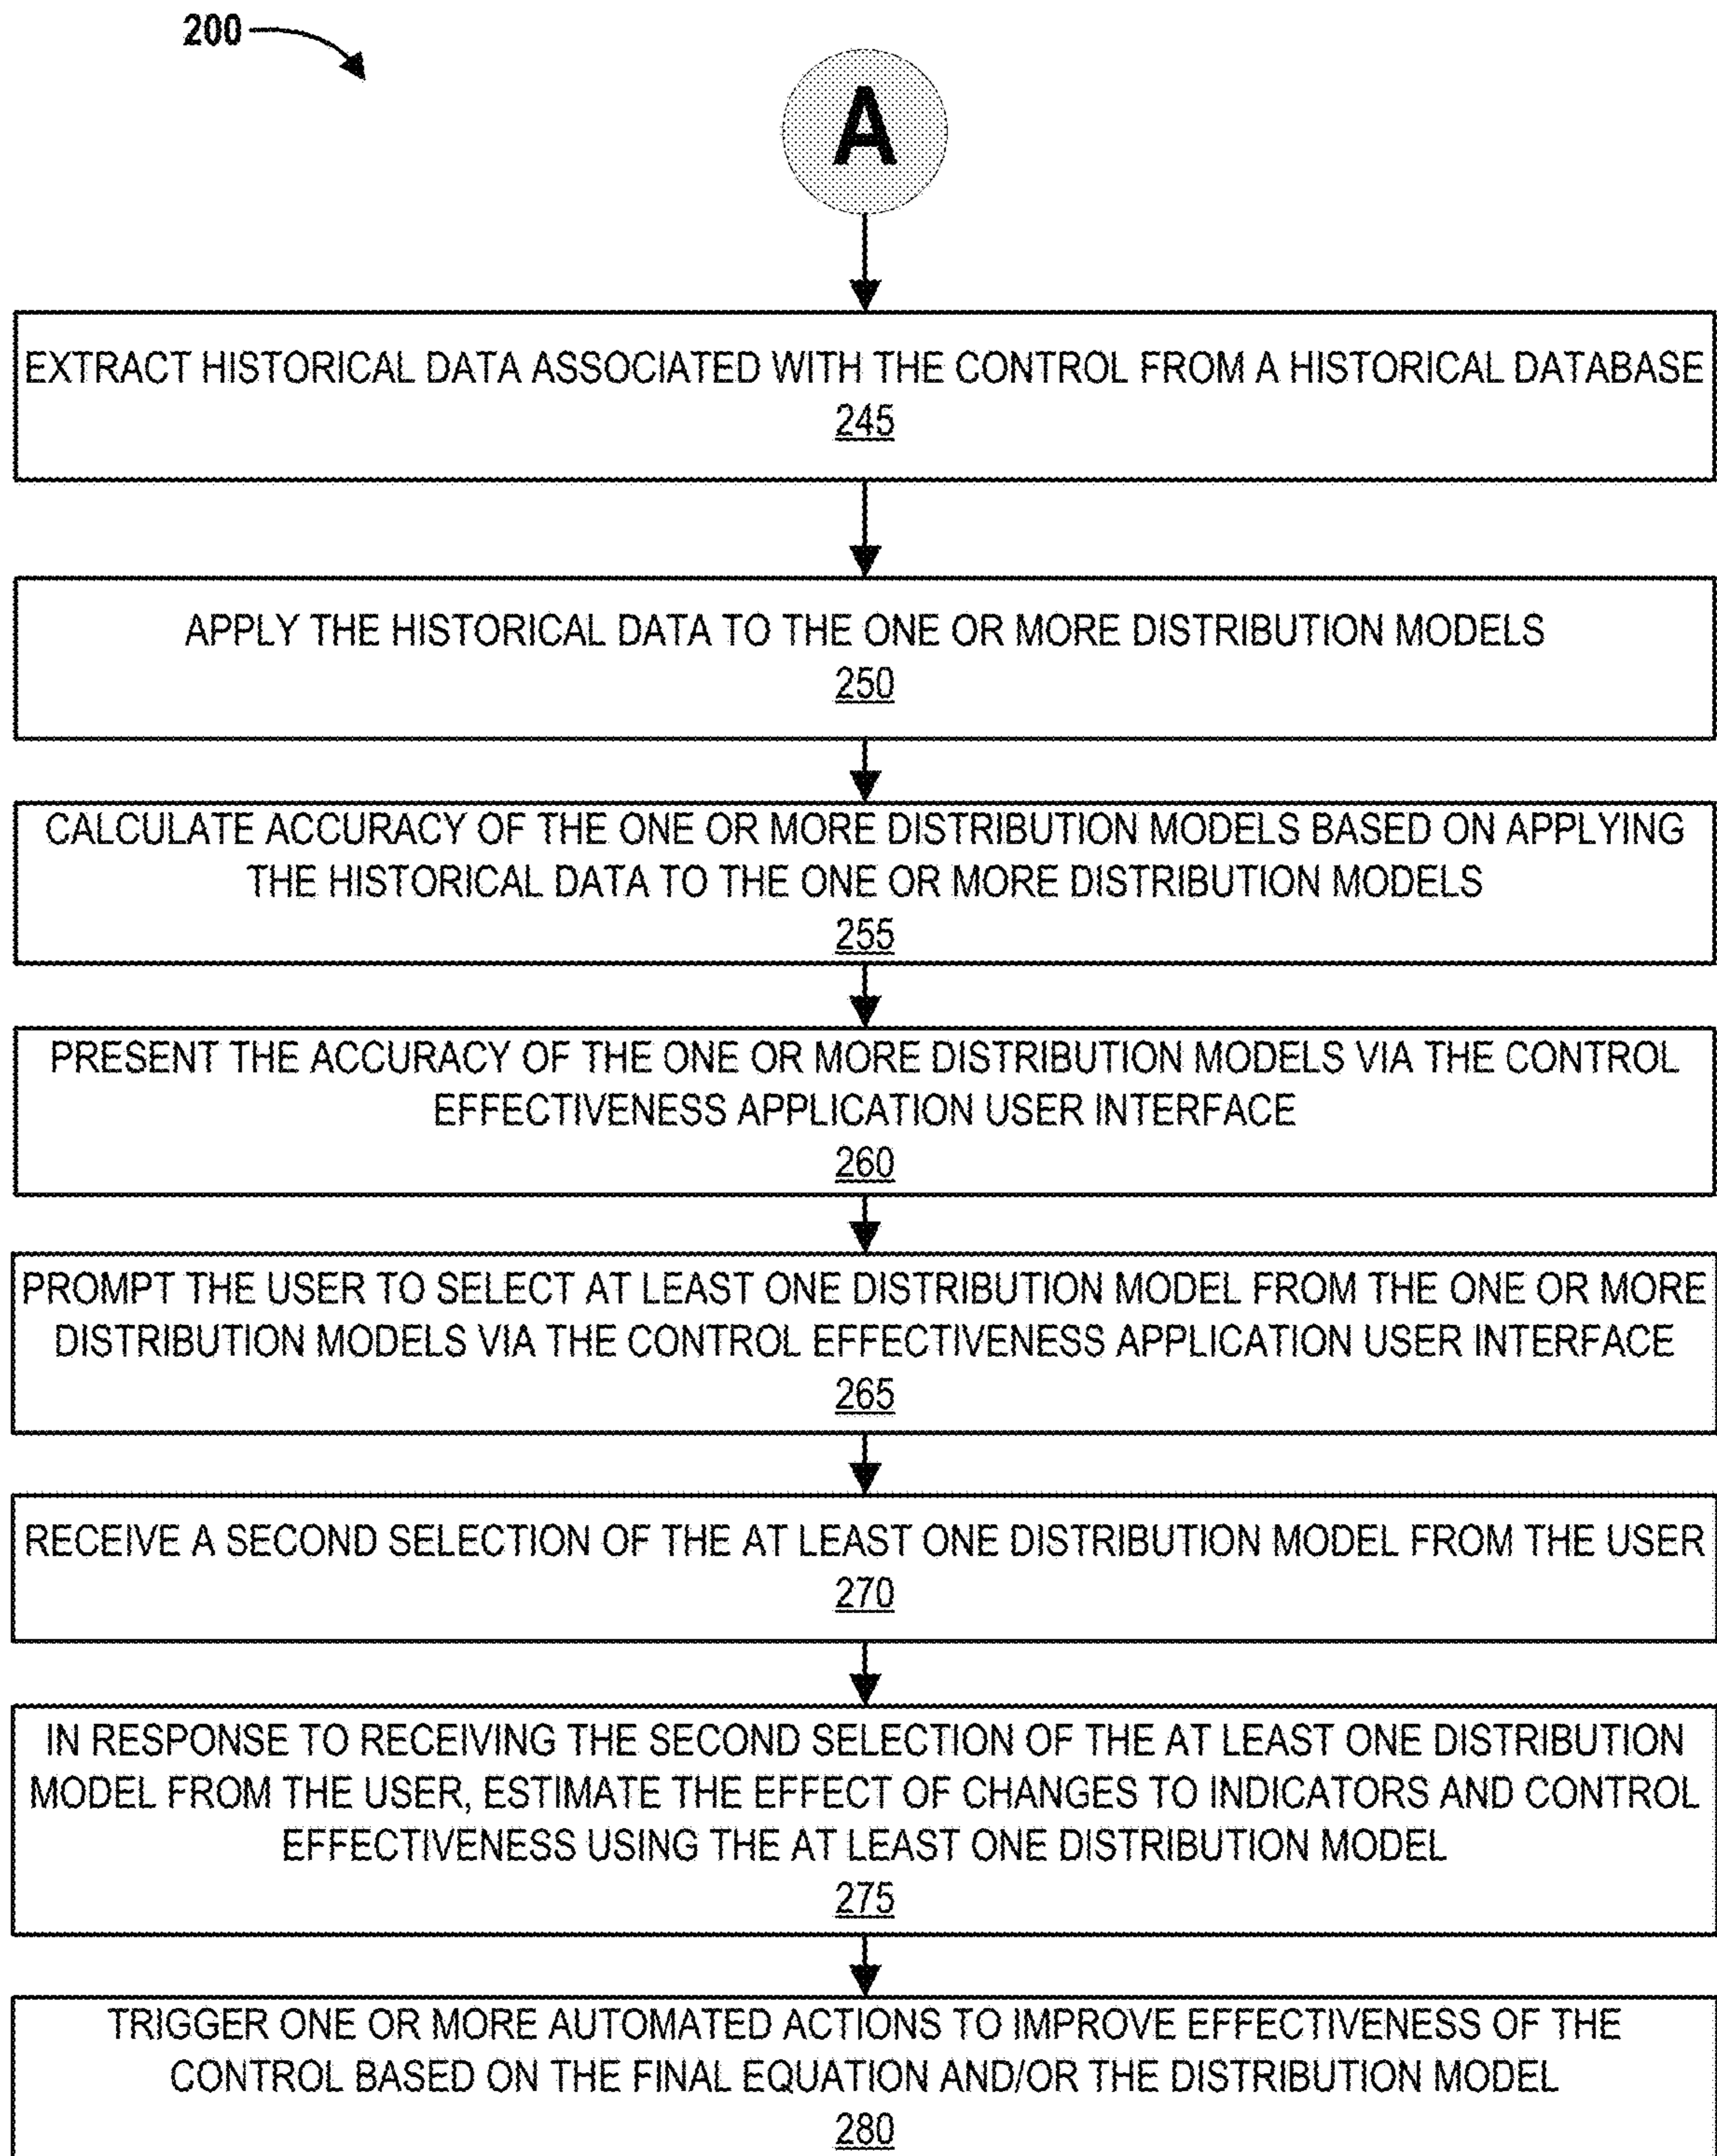 200
A
EXTRACT HISTORICAL DATA ASSOCIATED WITH THE CONTROL FROM A HISTORICAL DATABASE
245
APPLY THE HISTORICAL DATA TO THE ONE OR MORE DISTRIBUTION MODELS
250
CALCULATE ACCURACY OF THE ONE OR MORE DISTRIBUTION MODELS BASED ON APPLYING
THE HISTORICAL DATA TO THE ONE OR MORE DISTRIBUTION MODELS
255
PRESENT THE ACCURACY OF THE ONE OR MORE DISTRIBUTION MODELS VIA THE CONTROL
EFFECTIVENESS APPLICATION USER INTERFACE
260
PROMPT THE USER TO SELECT AT LEAST ONE DISTRIBUTION MODEL FROM THE ONE OR MORE
DISTRIBUTION MODELS VIA THE CONTROL EFFECTIVENESS APPLICATION USER INTERFACE
265
RECEIVE A SECOND SELECTION OF THE AT LEAST ONE DISTRIBUTION MODEL FROM THE USER
270
IN RESPONSE TO RECEIVING THE SECOND SELECTION OF THE AT LEAST ONE DISTRIBUTION
MODEL FROM THE USER, ESTIMATE THE EFFECT OF CHANGES TO INDICATORS AND CONTROL
EFFECTIVENESS USING THE AT LEAST ONE DISTRIBUTION MODEL
275
TRIGGER ONE OR MORE AUTOMATED ACTIONS TO IMPROVE EFFECTIVENESS OF THE
CONTROL BASED ON THE FINAL EQUATION AND/OR THE DISTRIBUTION MODEL
280